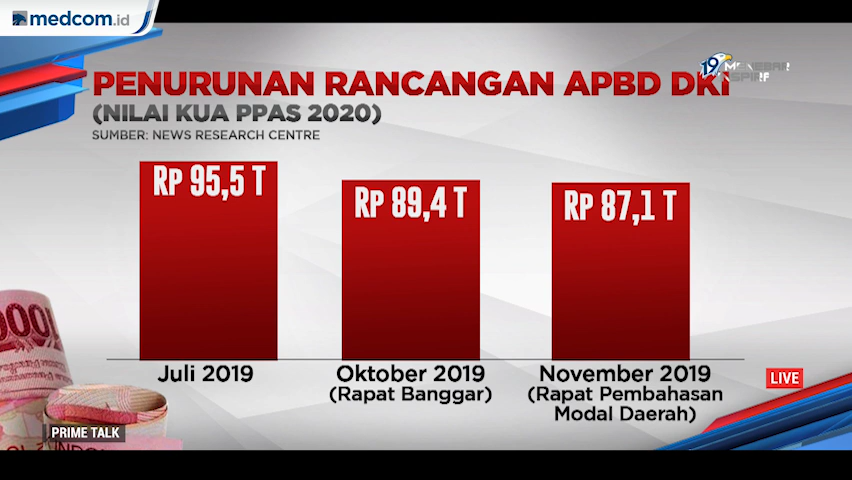 medcom.id
PENURUNAN RANCANGAN APBD DKI
(NILAI KUA PPAS 2020)
SUMBER: NEWS RESEARCH CENTRE
Rp 95,5 T
Rp 89,4 T
Rp 87,1 T
Juli 2019
Oktober 2019
(Rapat Banggar)
November 2019
(Rapat Pembahasan
Modal Daerah)
LIVE
PRIME TALK